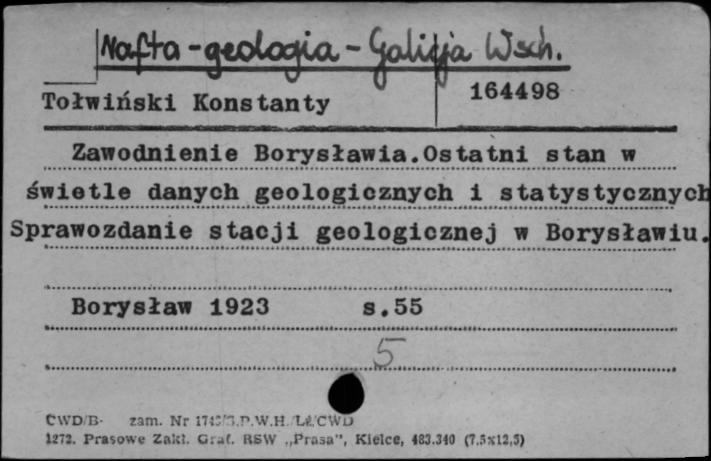 Nafta - geologia - Galicja Wsch.
Tołwiński Konstanty 164498
Zawodnienie Borysławia.Ostatni stan w
świetle danych geologicznych i statystycznych
Sprawozdanie stacji geologicznej w Borysławiu.
Borysław 1923 s.55
5
CWD/B- zam. Nr P.W.H. Lł/CWD
1272. Prasowe Zakł. Graf. RSW „Prasa", Kielce, 483.340 (7,5x12,5)